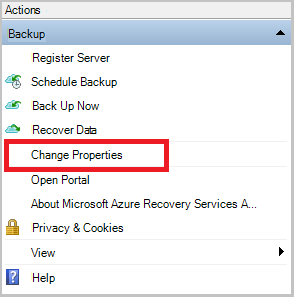 Actions
Backup
Register Server
Schedule Backup
Back Up Now
Recover Data
Change Properties
Open Portal
About Microsoft Azure Recovery Services A...
Privacy & Cookies
View
Help